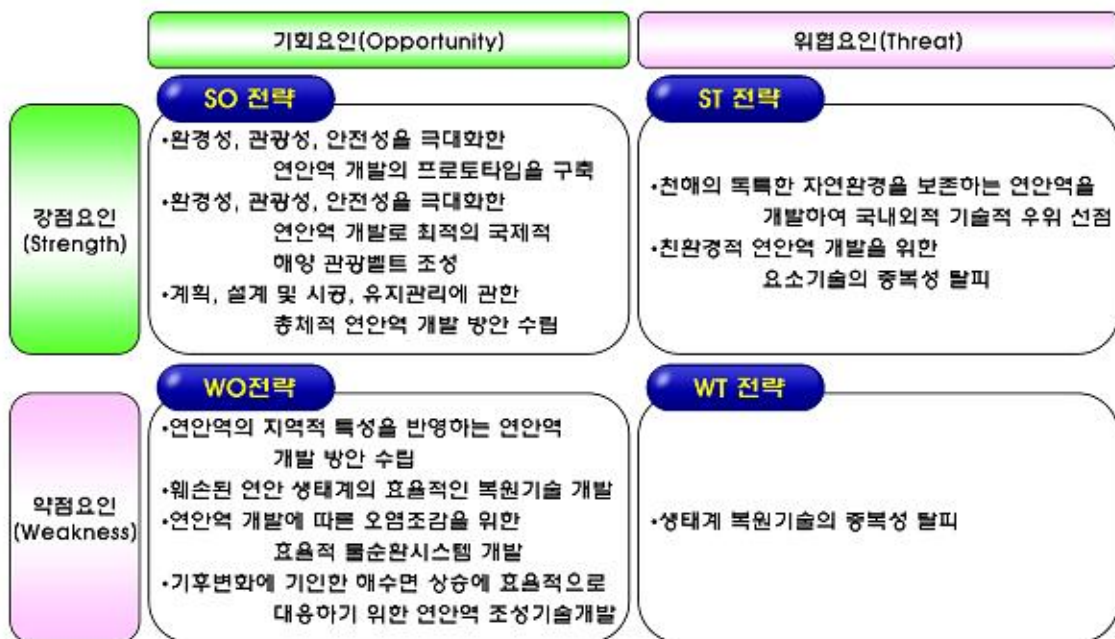 기회요인(Opportunity)
위협요인(Threat)
강점요인
(Strength)
SO 전략
•환경성, 관광성, 안전성을 극대화한
연안역 개발의 프로토타입을 구축
•환경성, 관광성, 안전성을 극대화한
연안역 개발로 최적의 국제적
해양 관광벨트 조성
•계획, 설계 및 시공, 유지관리에 관한
총체적 연안역 개발 방안 수립
ST 전략
•천해의 독특한 자연환경을 보존하는 연안역을
개발하여 국내외적 기술적 우위 선점
•친환경적 연안역 개발을 위한
요소기술의 중복성 탈피
약점요인
(Weakness)
WO전략
•연안역의 지역적 특성을 반영하는 연안역
개발 방안 수립
•훼손된 연안 생태계의 효율적인 복원기술 개발
•연안역 개발에 따른 오염조감을 위한
효율적 물순환시스템 개발
•기후변화에 기인한 해수면 상승에 효율적으로
대응하기 위한 연안역 조성기술개발
WT 전략
•생태계 복원기술의 중복성 탈피